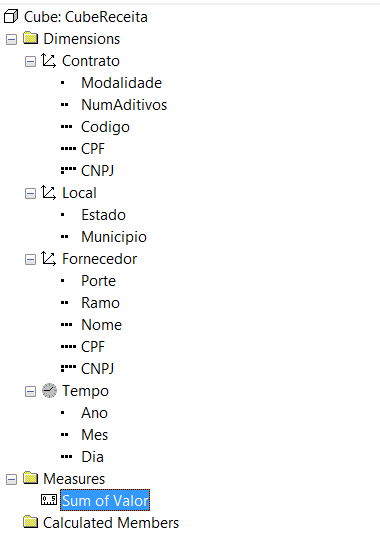 Cube: CubeReceita
Dimensions
Contrato
Modalidade
NumAditivos
Codigo
CPF
CNPJ
Local
Estado
Municipio
Fornecedor
Porte
Ramo
Nome
CPF
CNPJ
Tempo
Ano
Mes
Dia
Measures
Sum of Valor
Calculated Members